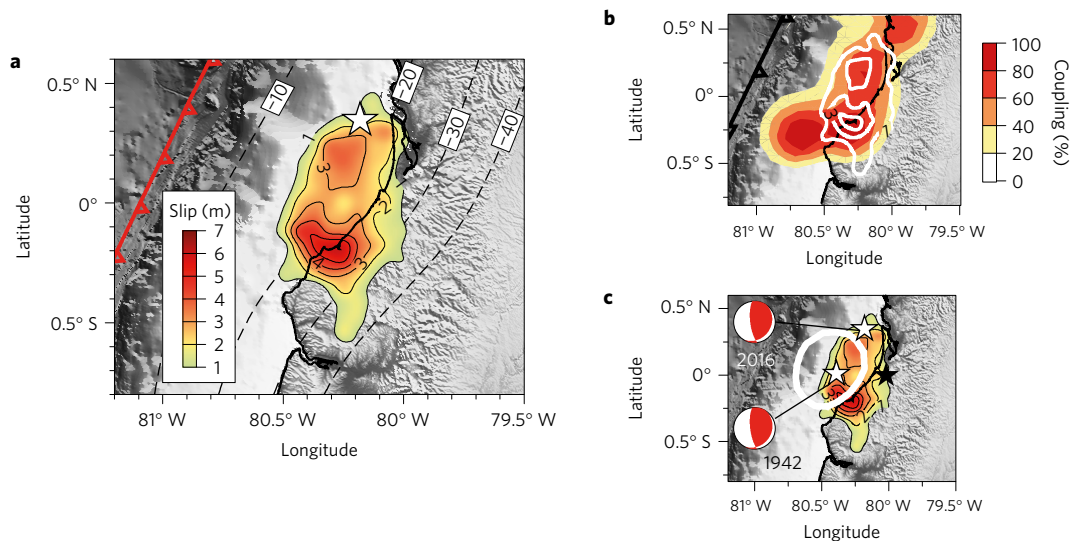 a
0.5° N
0°
0.5° S
Latitude
81° W
80.5° W
80° W
79.5° W
Longitude
−10
−20
−30
−40
1
3
2
3
Slip (m)
7
6
5
4
3
2
1
b
0.5° N
0°
0.5° S
Latitude
81° W
80.5° W
80° W
79.5° W
Longitude
3
100
80
60
40
20
0
Coupling (%)
c
0.5° N
0°
0.5° S
Latitude
2016
1942
81° W
80.5° W
80° W
79.5° W
Longitude